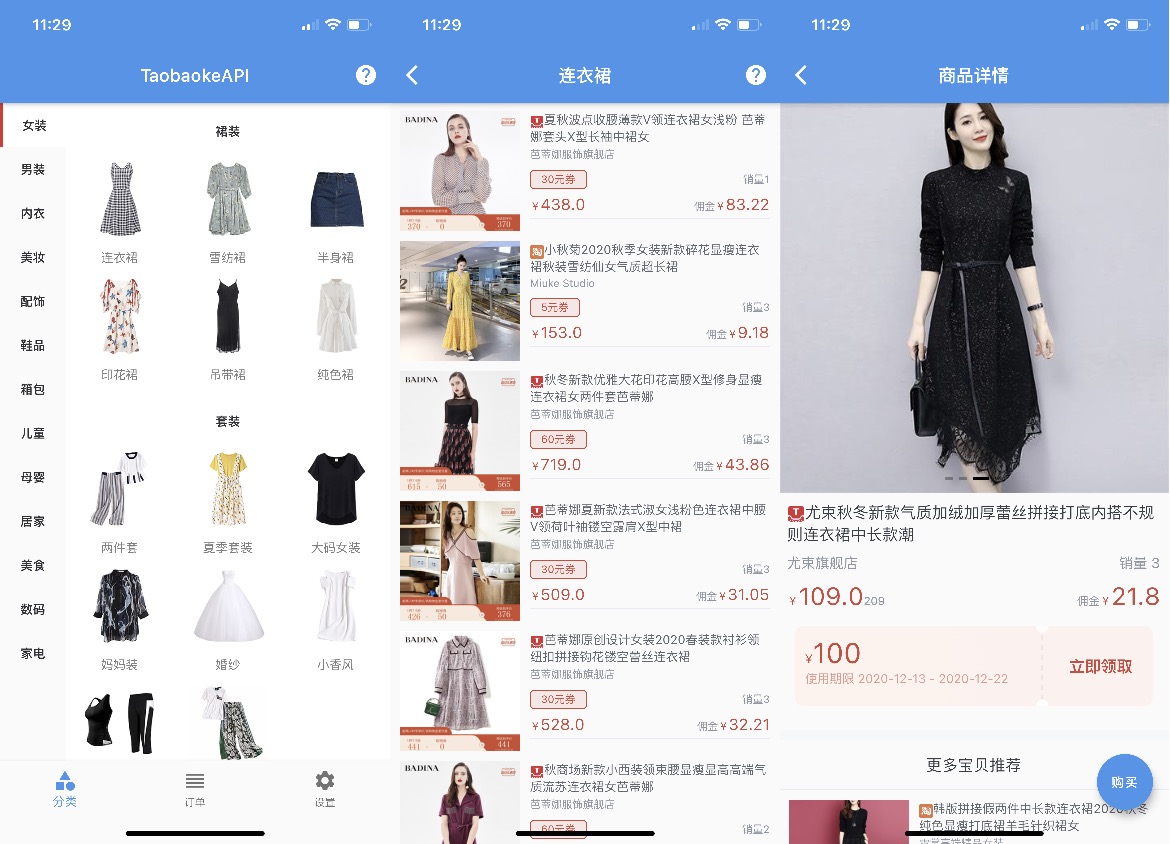 11:29
TaobaokeAPI
?
女装
男装
内衣
美妆
配饰
鞋品
箱包
儿童
母婴
居家
美食
数码
家电
裙装
连衣裙
雪纺裙
半身裙
印花裙
吊带裙
纯色裙
套装
两件套
夏季套装
大码女装
妈妈装
婚纱
小香风
分类
订单
设置
11:29
连衣裙
?
BADINA
夏秋波点收腰薄款V领连衣裙女浅粉 芭蒂
娜套头X型长袖中裙女
芭蒂娜服饰旗舰店
30元券
销量1
¥438.0
佣金¥83.22
370
淘小秋菊2020秋季女装新款碎花显瘦连衣
裙秋装雪纺仙女气质超长裙
Miuke Studio
5元券
销量3
¥153.0
佣金¥9.18
BADINA
秋冬新款优雅大花印花高腰X型修身显瘦
连衣裙女两件套芭蒂娜
芭蒂娜服饰旗舰店
60元券
销量3
¥719.0
佣金¥43.86
615 - 50
565
芭蒂娜夏新款法式淑女浅粉色连衣裙中腰
V领荷叶袖镂空露肩X型中裙
芭蒂娜服饰旗舰店
30元券
销量3
¥509.0
佣金¥31.05
426 - 50
376
BADINA
芭蒂娜原创设计女装2020春装款衬衫领
纽扣拼接钩花镂空蕾丝连衣裙
芭蒂娜服饰旗舰店
30元券
销量3
¥528.0
佣金¥32.21
441 - 0
441
BADINA
秋商场新款小西装领束腰显瘦显高高端气
质流苏连衣裙女芭蒂娜
芭蒂娜服饰旗舰店
60元券
销量2
11:29
商品详情
尤束秋冬新款气质加绒加厚蕾丝拼接打底内搭不规
则连衣裙中长款潮
尤束旗舰店
销量 3
¥109.0209
佣金¥21.8
¥100
使用期限 2020-12-13 - 2020-12-22
立即领取
更多宝贝推荐
购买
淘韩版拼接假两件中长款连衣裙2020秋冬
纯色显瘦打底裙羊毛针织裙女